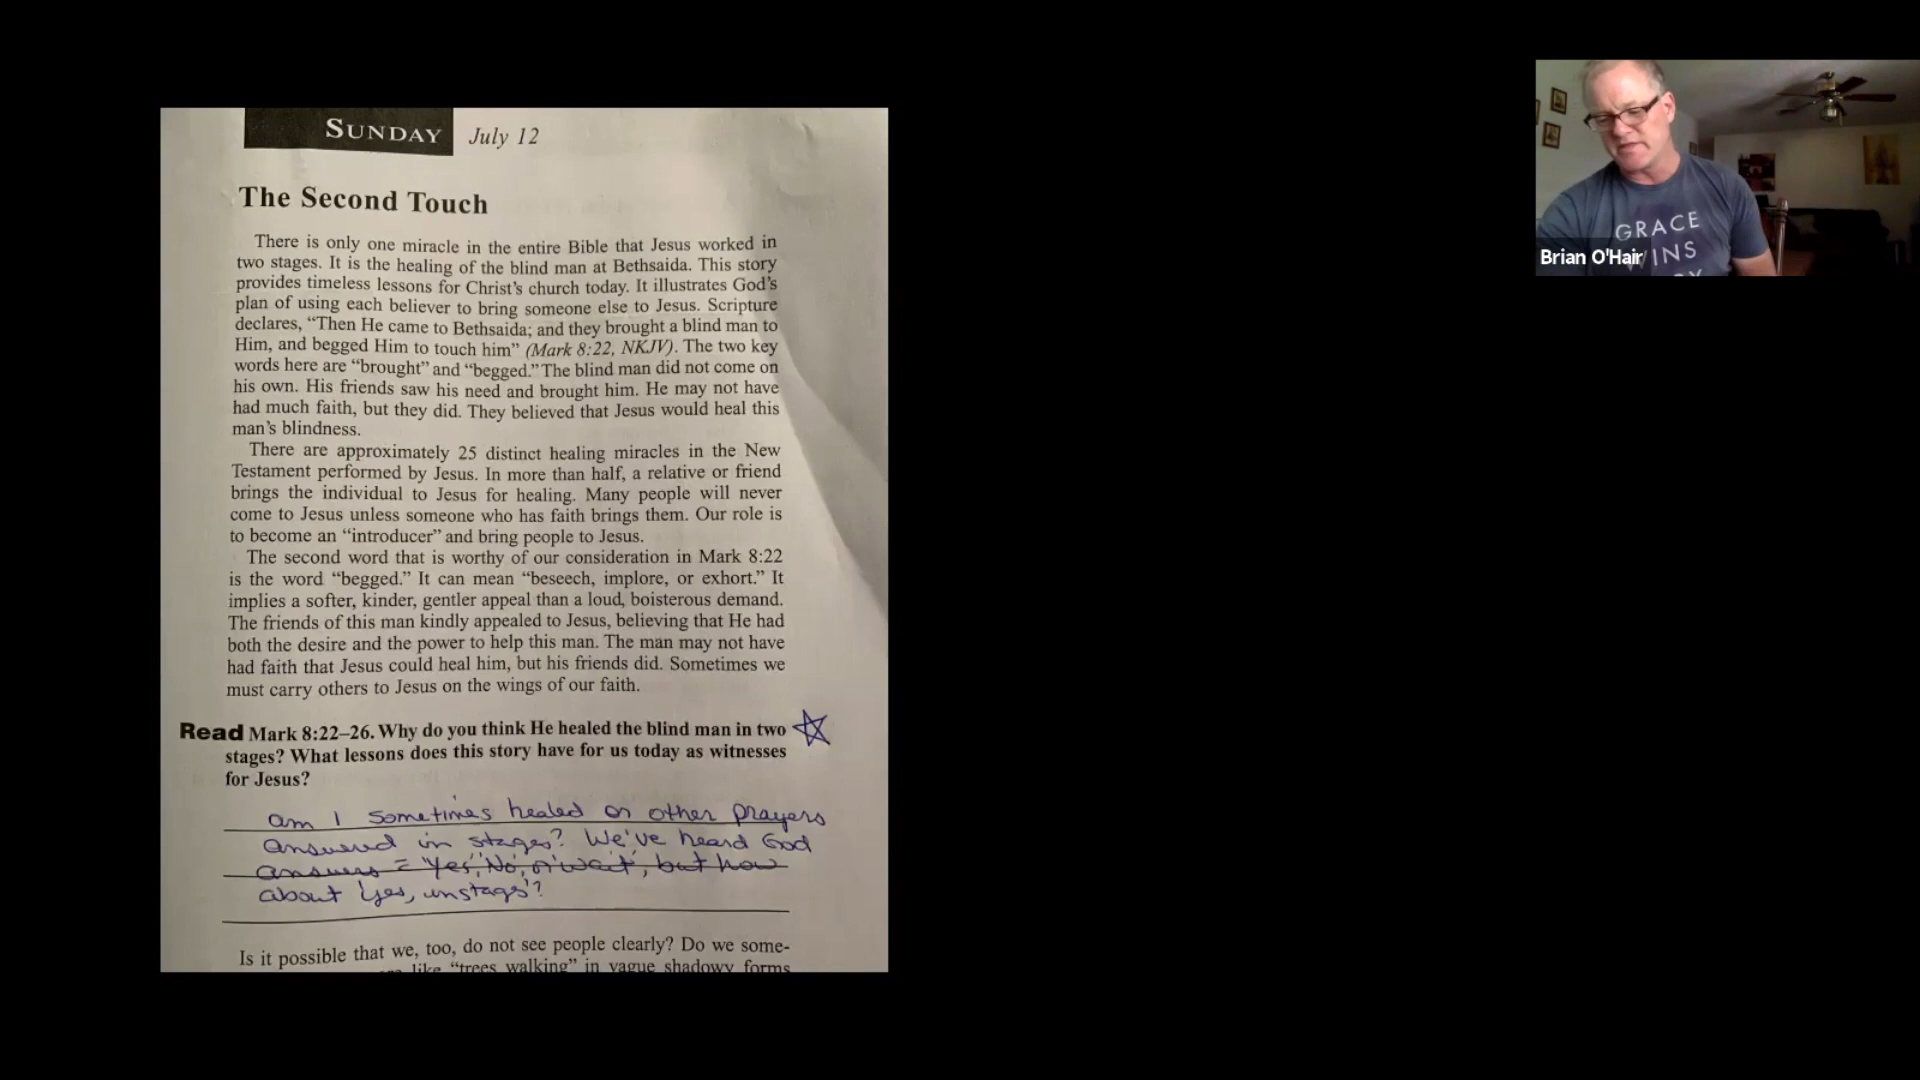 SUNDAY July 12
The Second Touch
There is only one miracle in the entire Bible that Jesus worked in
two stages. It is the healing of the blind man at Bethsaida. This story
provides timeless lessons for Christ's church today. It illustrates God's
plan of using each believer to bring someone else to Jesus. Scripture
declares, “Then He came to Bethsaida; and they brought a blind man to
Him, and begged Him to touch him” (Mark 8:22, NKJV). The two key
words here are “brought” and “begged.” The blind man did not come on
his own. His friends saw his need and brought him. He may not have
had much faith, but they did. They believed that Jesus would heal this
man's blindness.
There are approximately 25 distinct healing miracles in the New
Testament performed by Jesus. In more than half, a relative or friend
brings the individual to Jesus for healing. Many people will never
come to Jesus unless someone who has faith brings them. Our role is
to become an “introducer” and bring people to Jesus.
The second word that is worthy of our consideration in Mark 8:22
is the word “begged.” It can mean “beseech, implore, or exhort.” It
implies a softer, kinder, gentler appeal than a loud, boisterous demand.
The friends of this man kindly appealed to Jesus, believing that He had
both the desire and the power to help this man. The man may not have
had faith that Jesus could heal him, but his friends did. Sometimes we
must carry others to Jesus on the wings of our faith.
Read Mark 8:22–26. Why do you think He healed the blind man in two
stages? What lessons does this story have for us today as witnesses
for Jesus?
am I sometimes healed or other prayers
answered in stages? We've heard God
answers = 'Yes,' 'No,' or 'Wait', but how
about 'yes, in stages'?
Is it possible that we, too, do not see people clearly? Do we some-
like “trees walking” in vague shadowy forms
Brian O'Hair
GRACE
WINS